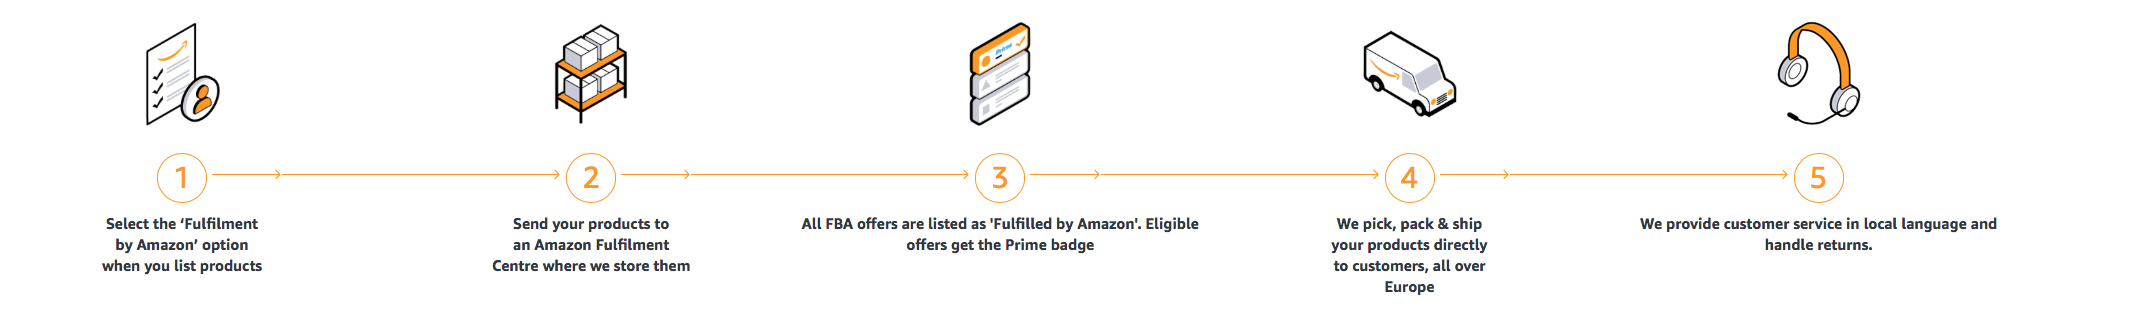 prime
1
2
3
4
5
Select the ‘Fulfilment
by Amazon’ option
when you list products
Send your products to
an Amazon Fulfilment
Centre where we store them
All FBA offers are listed as 'Fulfilled by Amazon'. Eligible
offers get the Prime badge
We pick, pack & ship
your products directly
to customers, all over
Europe
We provide customer service in local language and
handle returns.